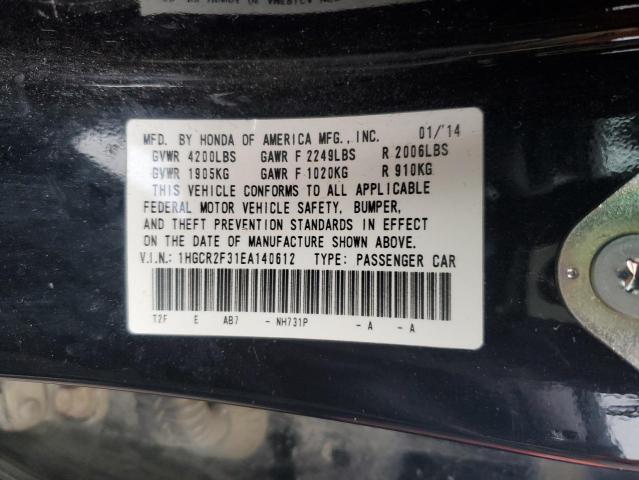 MFD. BY HONDA OF AMERICA MFG., INC. 01/'14
GVWR 4200LBS GAWR F 2249LBS R 2006LBS
GVWR 1905KG GAWR F 1020KG R 910KG
THIS VEHICLE CONFORMS TO ALL APPLICABLE
FEDERAL MOTOR VEHICLE SAFETY, BUMPER,
AND THEFT PREVENTION STANDARDS IN EFFECT
ON THE DATE OF MANUFACTURE SHOWN ABOVE.
V.I.N.: 1HGCR2F31EA140612 TYPE: PASSENGER CAR
T2F E AB7 - NH731P - A - A